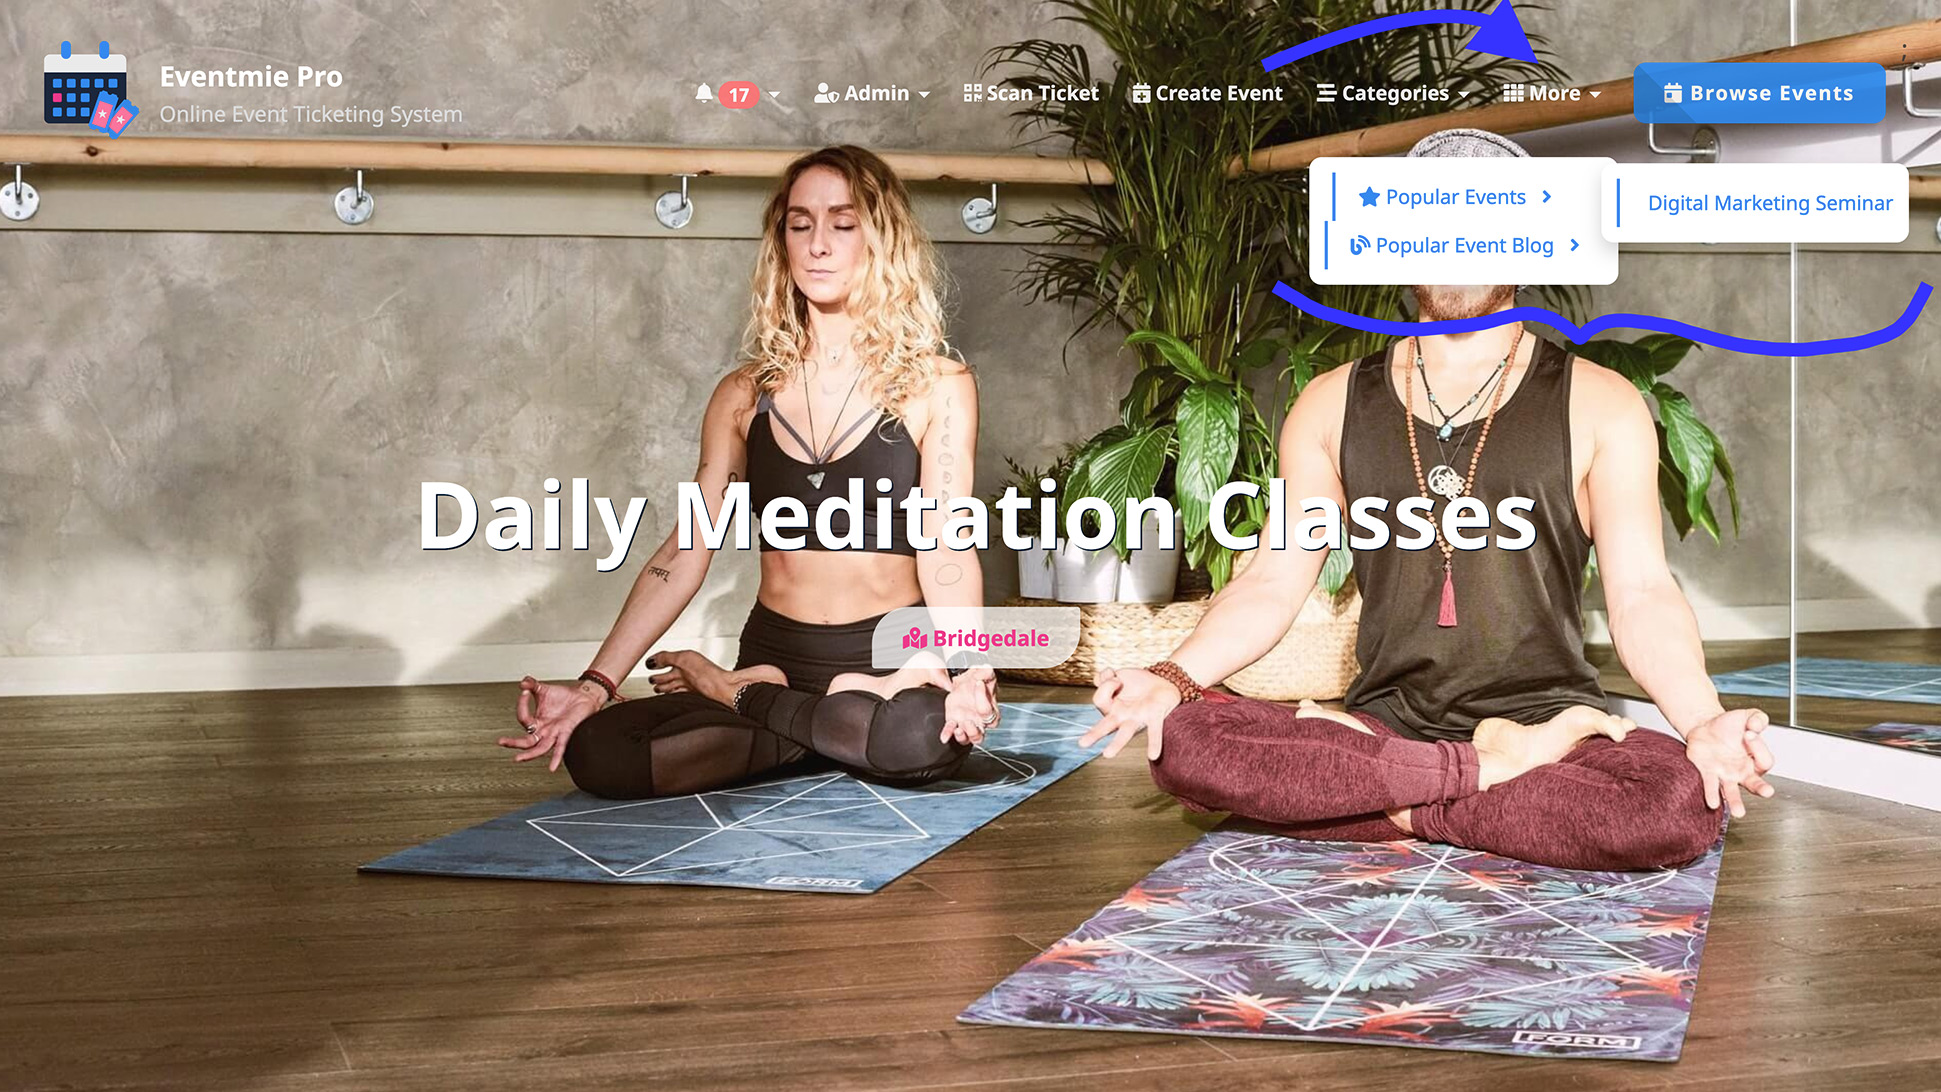 Eventmie Pro
Online Event Ticketing System
17
Admin
Scan Ticket
Create Event
Categories
More
Browse Events
Popular Events
Popular Event Blog
Digital Marketing Seminar
Daily Meditation Classes
Bridgedale
तपस्
FORM
FORM